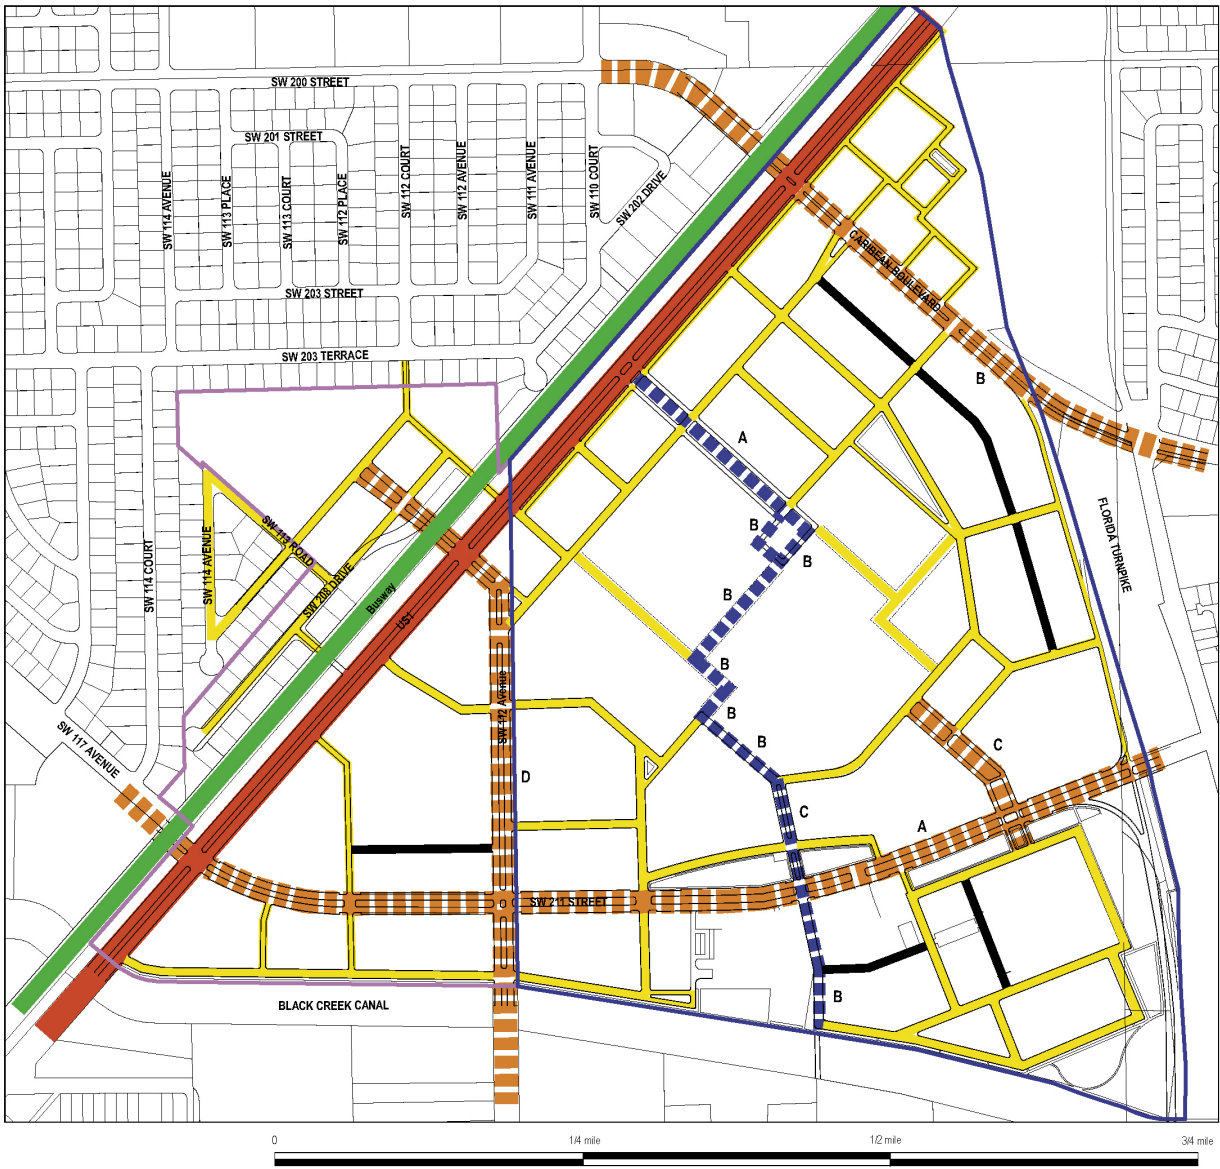 SW 200 STREET
SW 201 STREET
SW 114 AVENUE
SW 113 PLACE
SW 113 COURT
SW 112 PLACE
SW 112 COURT
SW 112 AVENUE
SW 111 AVENUE
SW 110 COURT
SW 202 DRIVE
SW 203 STREET
SW 203 TERRACE
CARIBEAN BOULEVARD
B
A
FLORIDA TURNPIKE
B
B
SW 114 COURT
SW 114 AVENUE
SW 113 ROAD
SW 208 DRIVE
Busway
US1
B
B
SW 112 Avenue
B
B
C
SW 117 AVENUE
D
C
A
SW 211 STREET
B
BLACK CREEK CANAL
0
1/4 mile
1/2 mile
3/4 mile